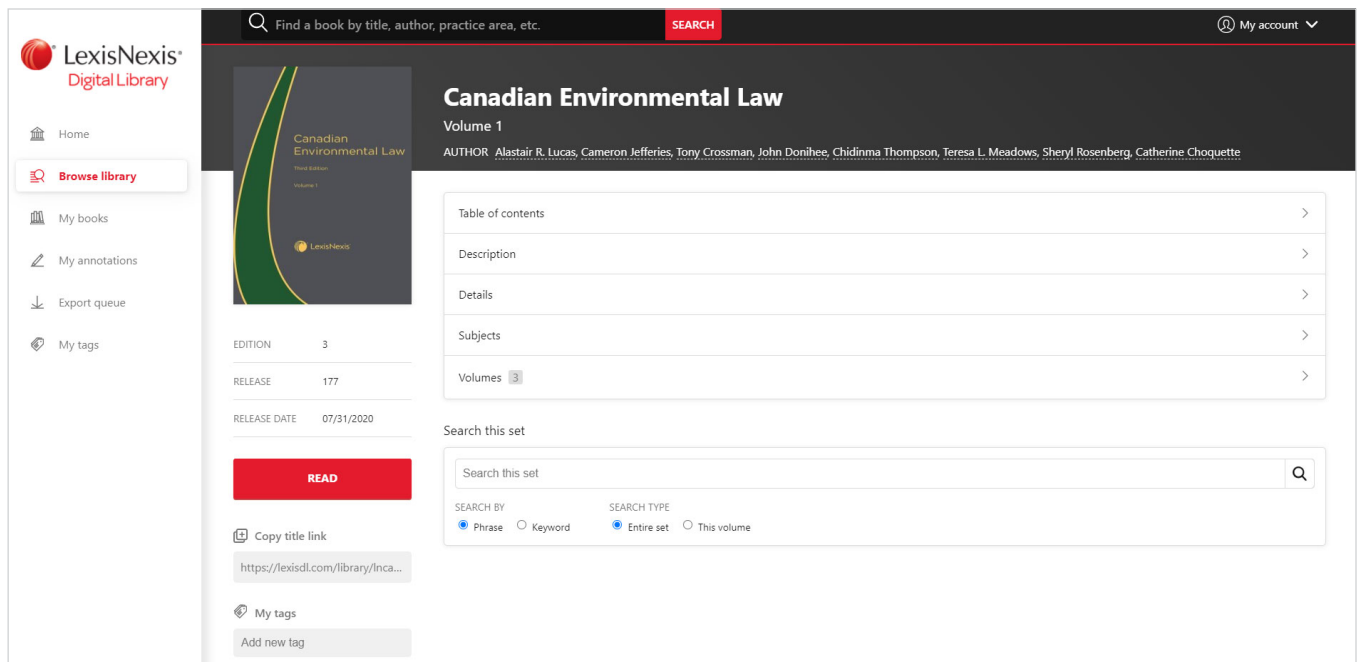 Find a book by title, author, practice area, etc.
SEARCH
My account
LexisNexis®
Digital Library
Home
Browse library
My books
My annotations
Export queue
My tags
Canadian
Environmental Law
Third Edition
Volume 1
LexisNexis
Canadian Environmental Law
Volume 1
AUTHOR Alastair R. Lucas, Cameron Jefferies, Tony Crossman, John Donihee, Chidinma Thompson, Teresa L. Meadows, Sheryl Rosenberg, Catherine Choquette
EDITION 3
RELEASE 177
RELEASE DATE 07/31/2020
READ
Copy title link
https://lexisdl.com/library/lnca...
My tags
Add new tag
Table of contents
Description
Details
Subjects
Volumes 3
Search this set
Search this set
SEARCH BY SEARCH TYPE
Phrase Keyword Entire set This volume